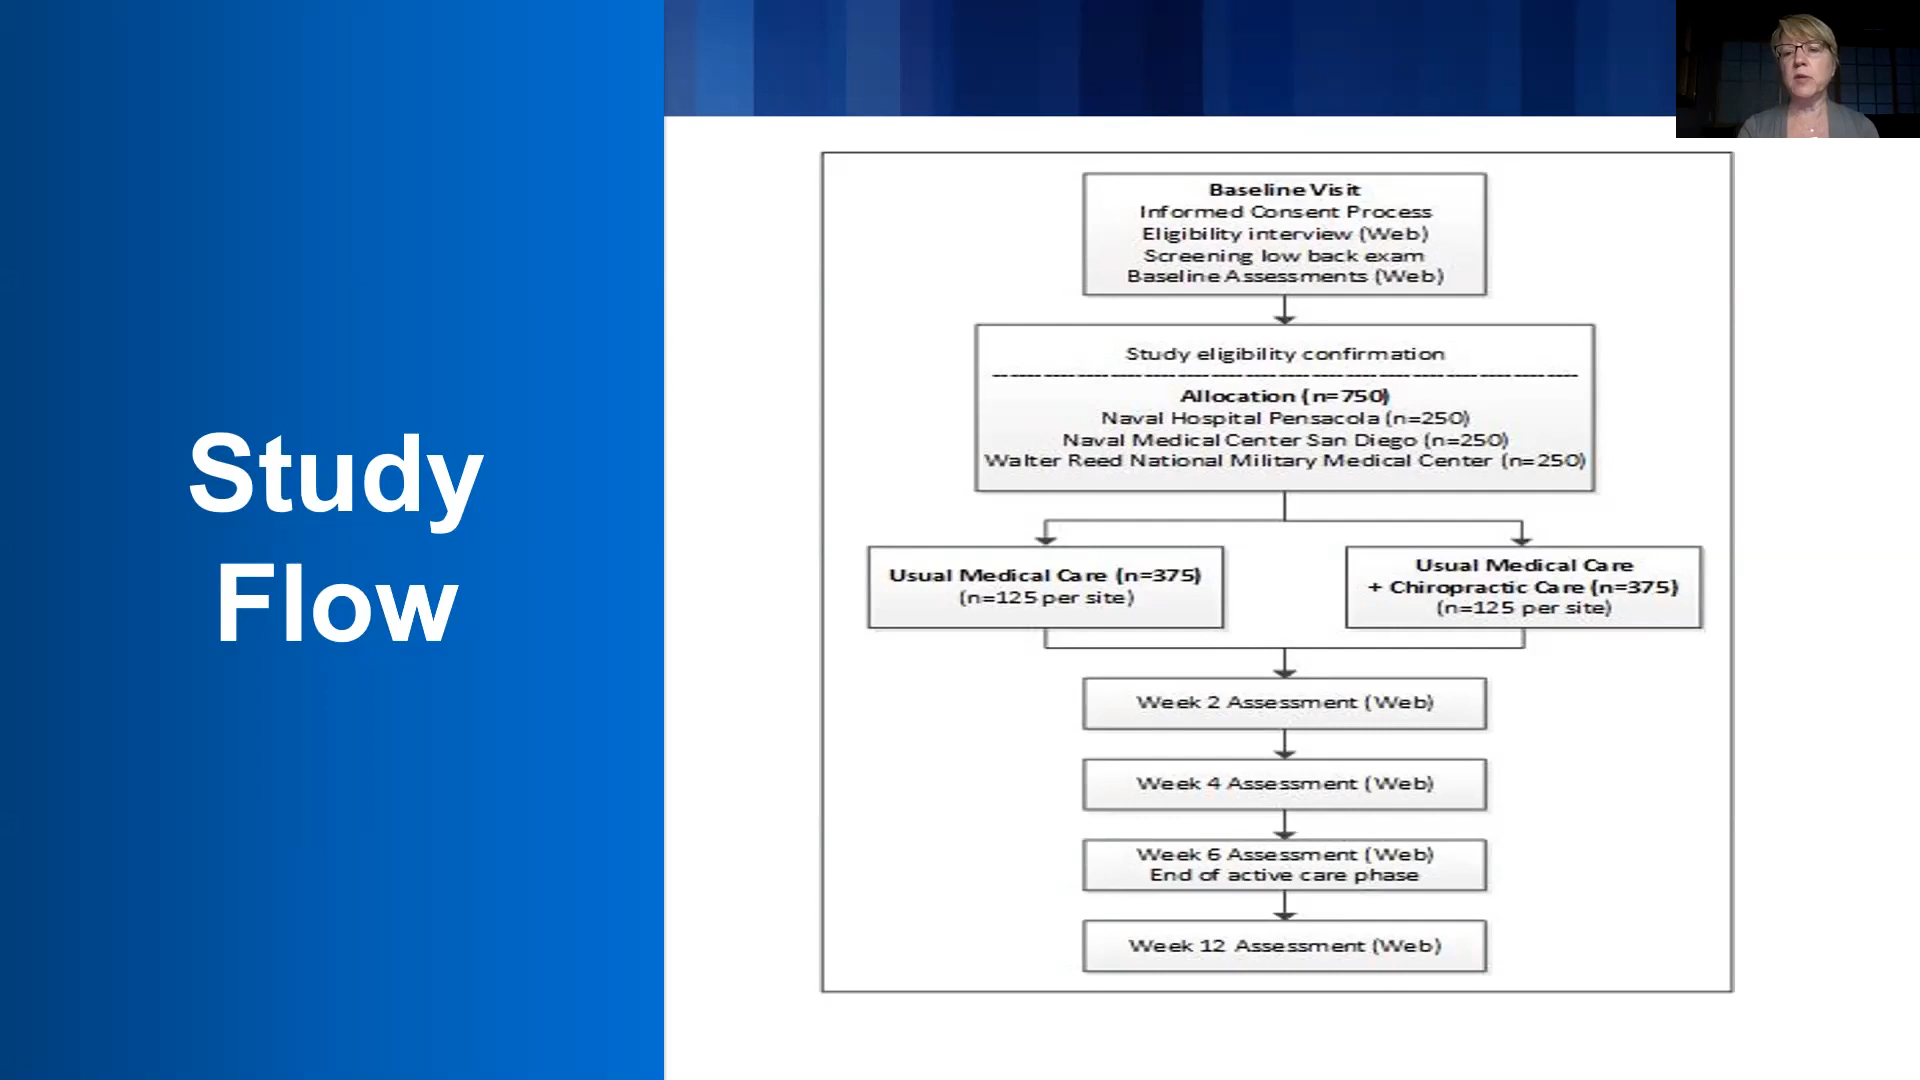 Study
Flow
Baseline Visit
Informed Consent Process
Eligibility interview (Web)
Screening low back exam
Baseline Assessments (Web)
Study eligibility confirmation
Allocation (n=750)
Naval Hospital Pensacola (n=250)
Naval Medical Center San Diego (n=250)
Walter Reed National Military Medical Center (n=250)
Usual Medical Care (n=375)
(n=125 per site)
Usual Medical Care
+ Chiropractic Care (n=375)
(n=125 per site)
Week 2 Assessment (Web)
Week 4 Assessment (Web)
Week 6 Assessment (Web)
End of active care phase
Week 12 Assessment (Web)